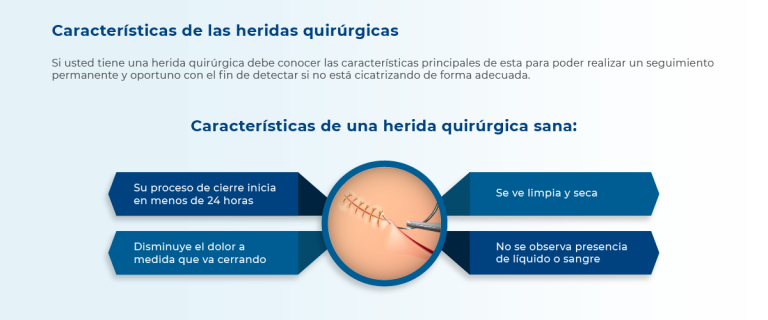 Características de las heridas quirúrgicas
Si usted tiene una herida quirúrgica debe conocer las características principales de esta para poder realizar un seguimiento
permanente y oportuno con el fin de detectar si no está cicatrizando de forma adecuada.
Características de una herida quirúrgica sana:
Su proceso de cierre inicia
en menos de 24 horas
Se ve limpia y seca
Disminuye el dolor a
medida que va cerrando
No se observa presencia
de líquido o sangre